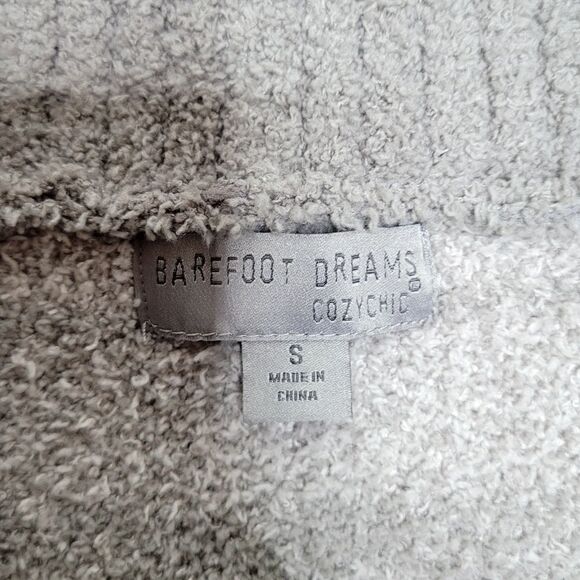 BAREFOOT DREAMS®
COZYCHIC
S
MADE IN
CHINA